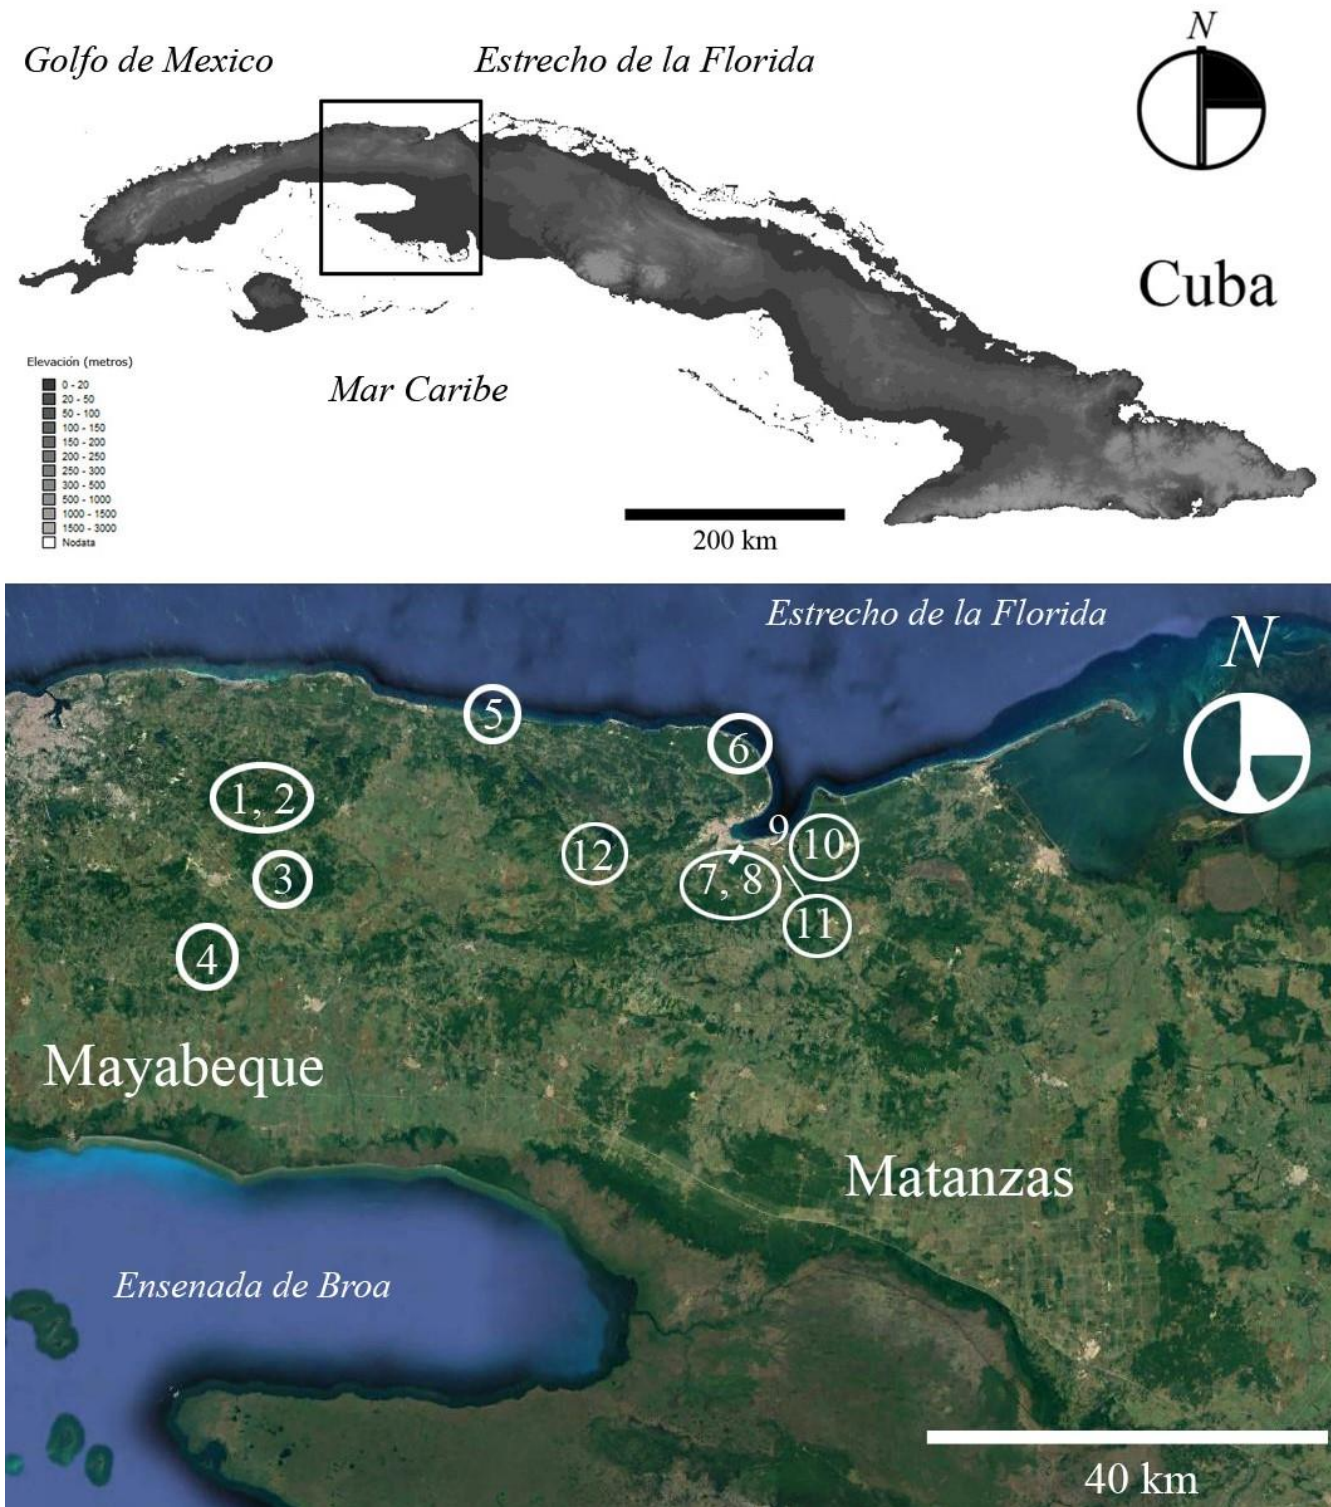 Golfo de Mexico
Estrecho de la Florida
N
Cuba
Elevación (metros)
0 - 20
20 - 50
50 - 100
100 - 150
150 - 200
200 - 250
250 - 300
300 - 500
500 - 1000
1000 - 1500
1500 - 3000
Nodata
Mar Caribe
200 km
Estrecho de la Florida
N
5
6
1, 2
9
10
12
3
7, 8
11
4
Mayabeque
Matanzas
Ensenada de Broa
40 km